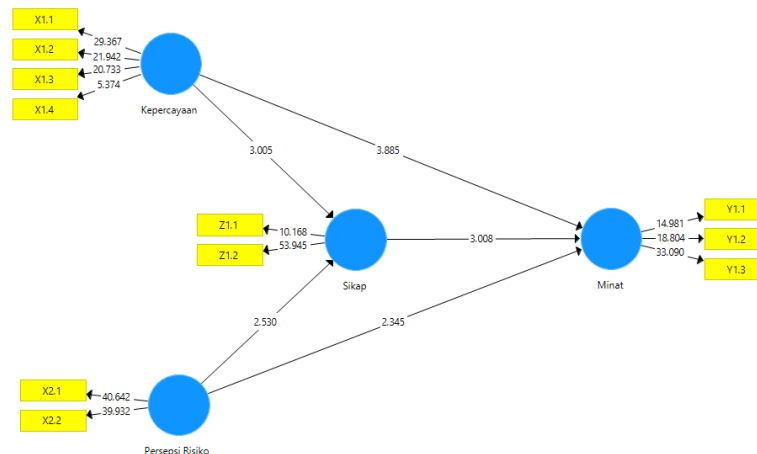 X1.1
X1.2
X1.3
X1.4
29.367
21.942
20.733
5.374
Kepercayaan
3.005
3.885
Z1.1
Z1.2
10.168
53.945
Sikap
3.008
Minat
14.981
18.804
33.090
Y1.1
Y1.2
Y1.3
2.530
2.345
X2.1
X2.2
40.642
39.932
Persepsi Risiko